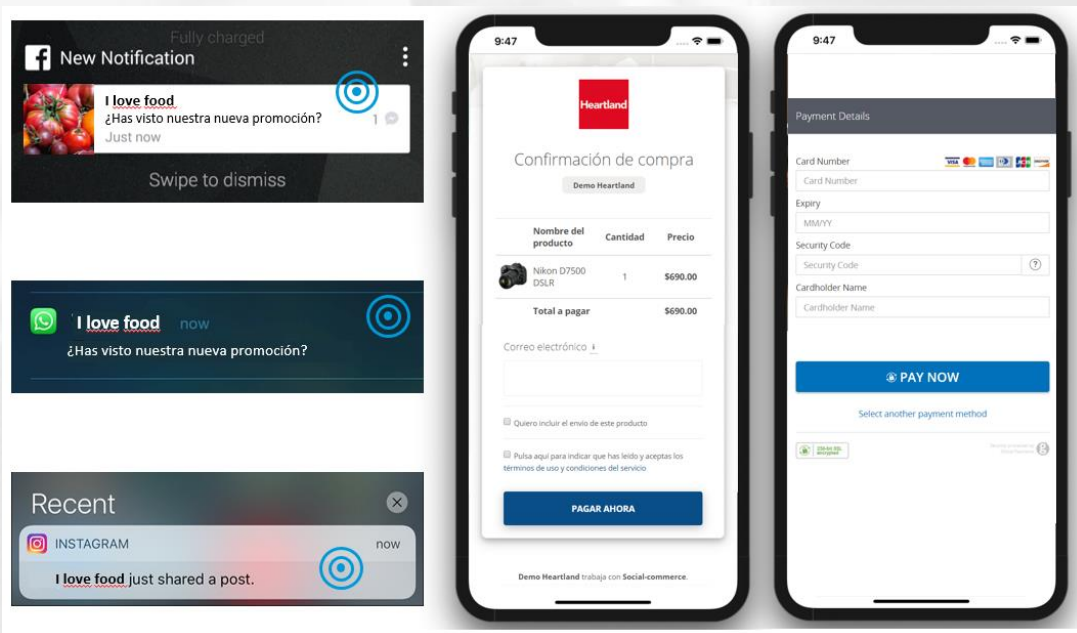 Fully charged
New Notification
I love food
¿Has visto nuestra nueva promoción?
1
Just now
Swipe to dismiss
I love food now
¿Has visto nuestra nueva promoción?
Recent
INSTAGRAM now
I love food just shared a post.
9:47
Heartland
Confirmación de compra
Demo Heartland
Nombre del producto Cantidad Precio
Nikon D7500
DSLR
1 $690.00
Total a pagar $690.00
Correo electrónico
Quiero incluir el envío de este producto
Pulsa aquí para indicar que has leído y aceptas los
términos de uso y condiciones del servicio
PAGAR AHORA
Demo Heartland trabaja con Social-commerce.
9:47
Payment Details
Card Number
VISA
Card Number
Expiry
MM/YY
Security Code
Security Code ?
Cardholder Name
Cardholder Name
PAY NOW
Select another payment method